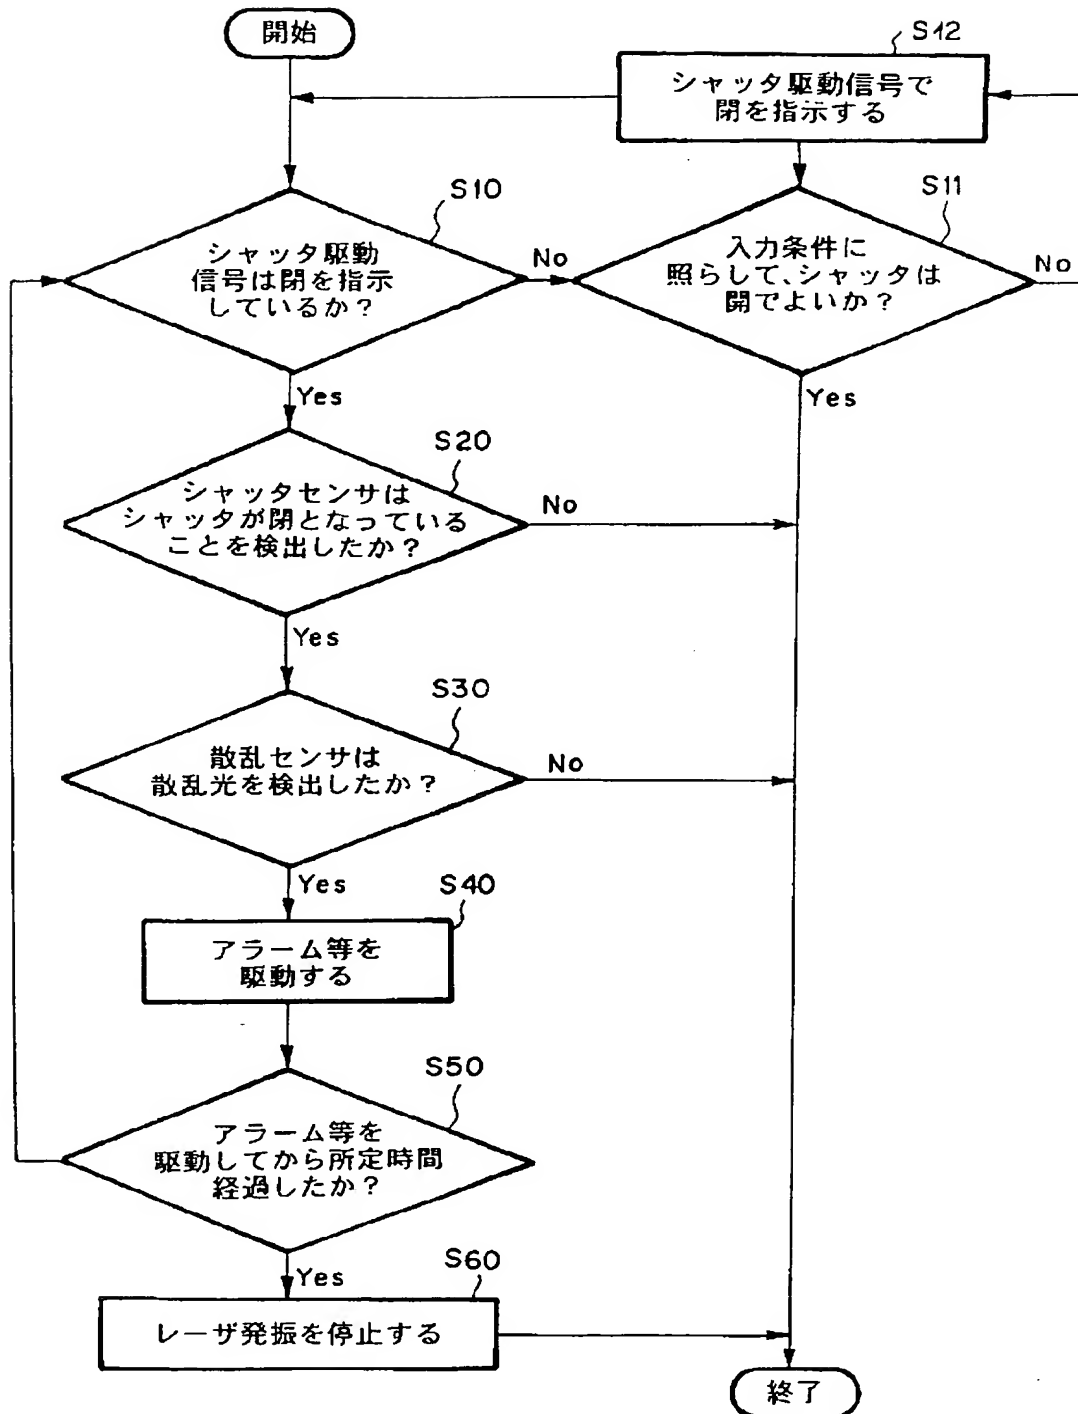 開始
S12
シャッタ駆動信号で
閉を指示する
S10
シャッタ駆動
信号は閉を指示
しているか？
No
S11
入力条件に
照らして、シャッタは
開でよいか？
No
Yes
Yes
S20
シャッタセンサは
シャッタが閉となっている
ことを検出したか？
No
Yes
S30
散乱センサは
散乱光を検出したか？
No
Yes
S40
アラーム等を
駆動する
S50
アラーム等を
駆動してから所定時間
経過したか？
Yes
S60
レーザ発振を停止する
終了